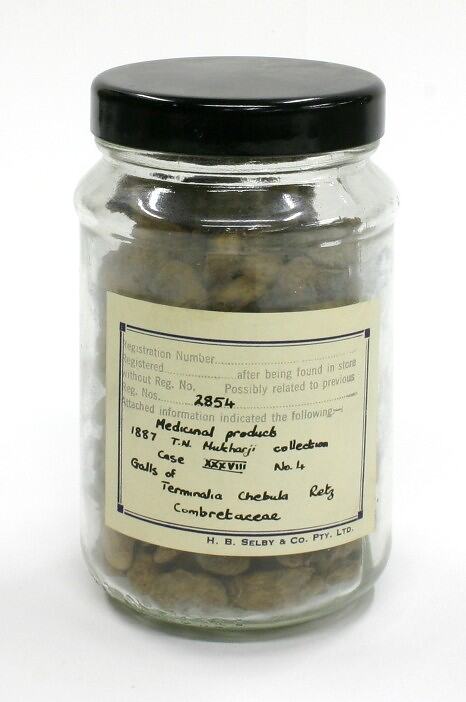 Registration Number
Registered after being found in store
without Reg. No. Possibly related to previous
Reg. Nos. 2854
Attached information indicated the following:—
Medicinal products
1887 T.N. Mukharji collection
Case XXXVIII No. 4
Galls of
Terminalia Chebula Retz
Combretaceae
H. B. SELBY & CO. PTY. LTD.